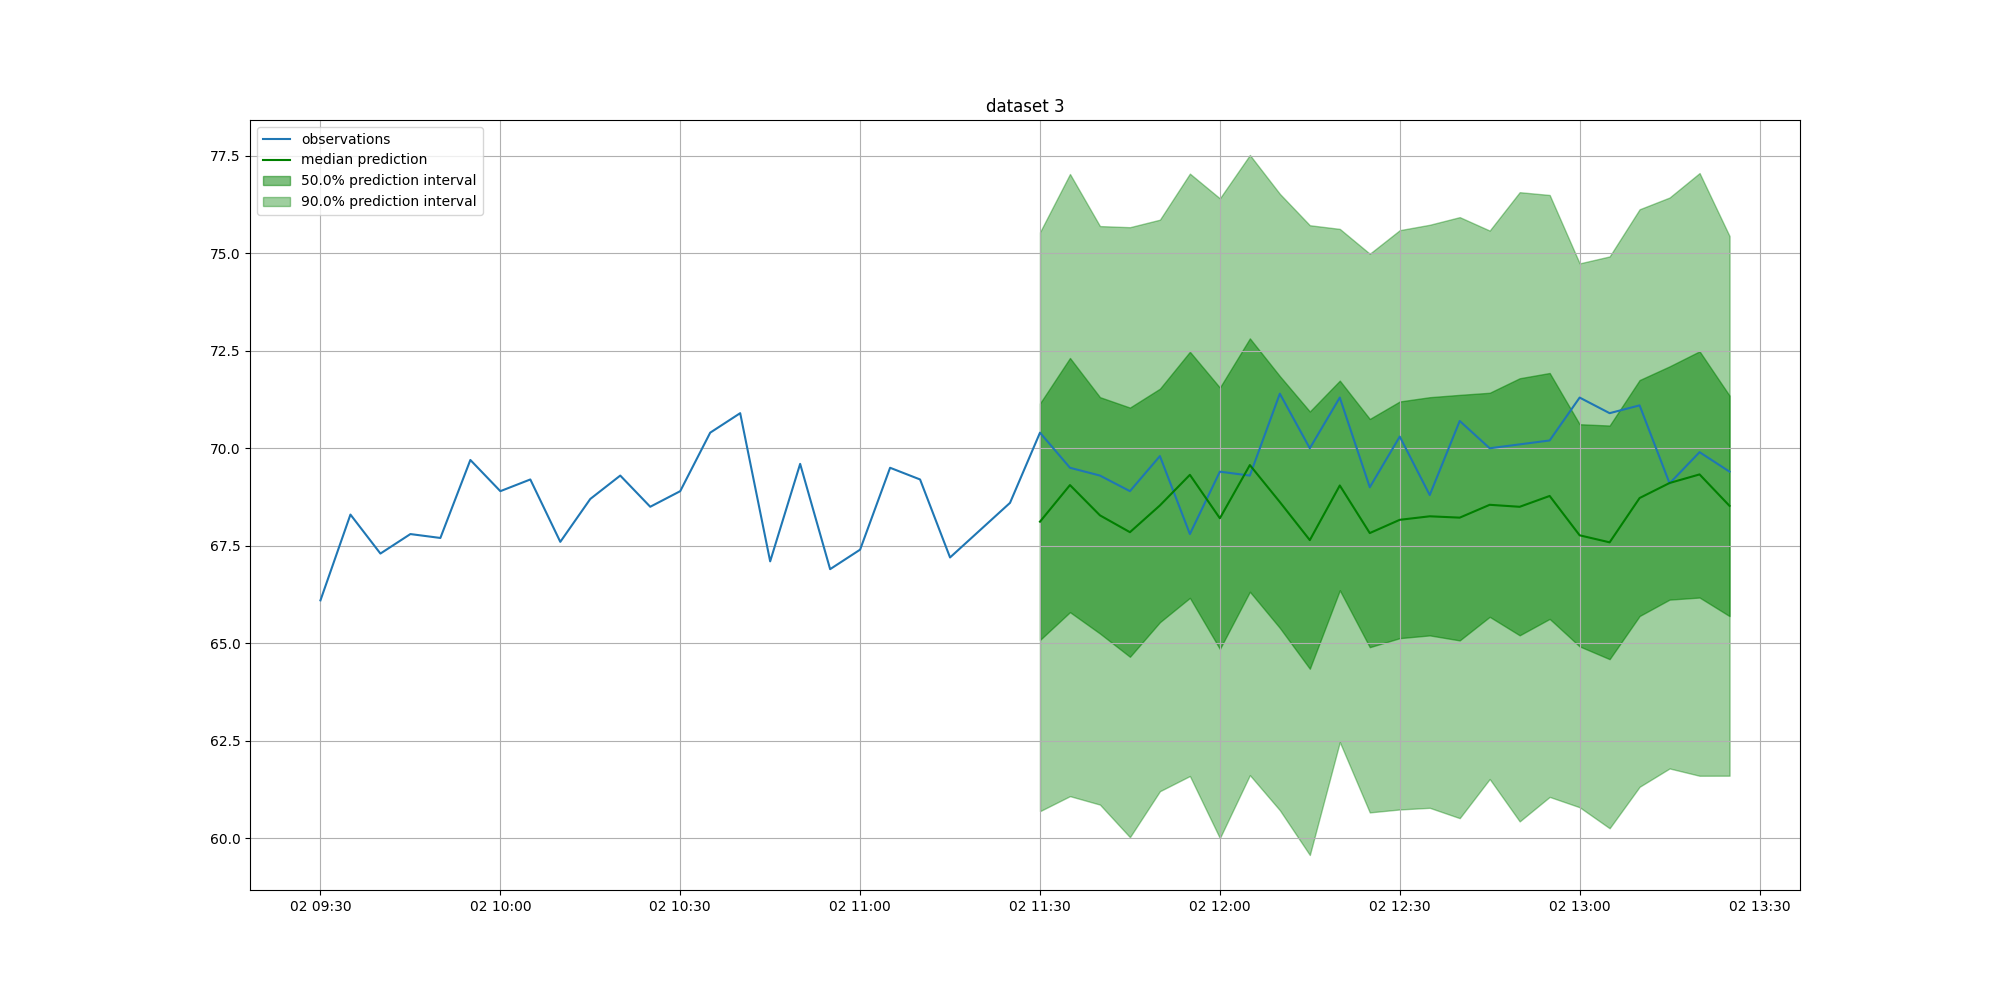 dataset 3
observations
median prediction
50.0% prediction interval
90.0% prediction interval
77.5
75.0
72.5
70.0
67.5
65.0
62.5
60.0
02 09:30 02 10:00 02 10:30 02 11:00 02 11:30 02 12:00 02 12:30 02 13:00 02 13:30